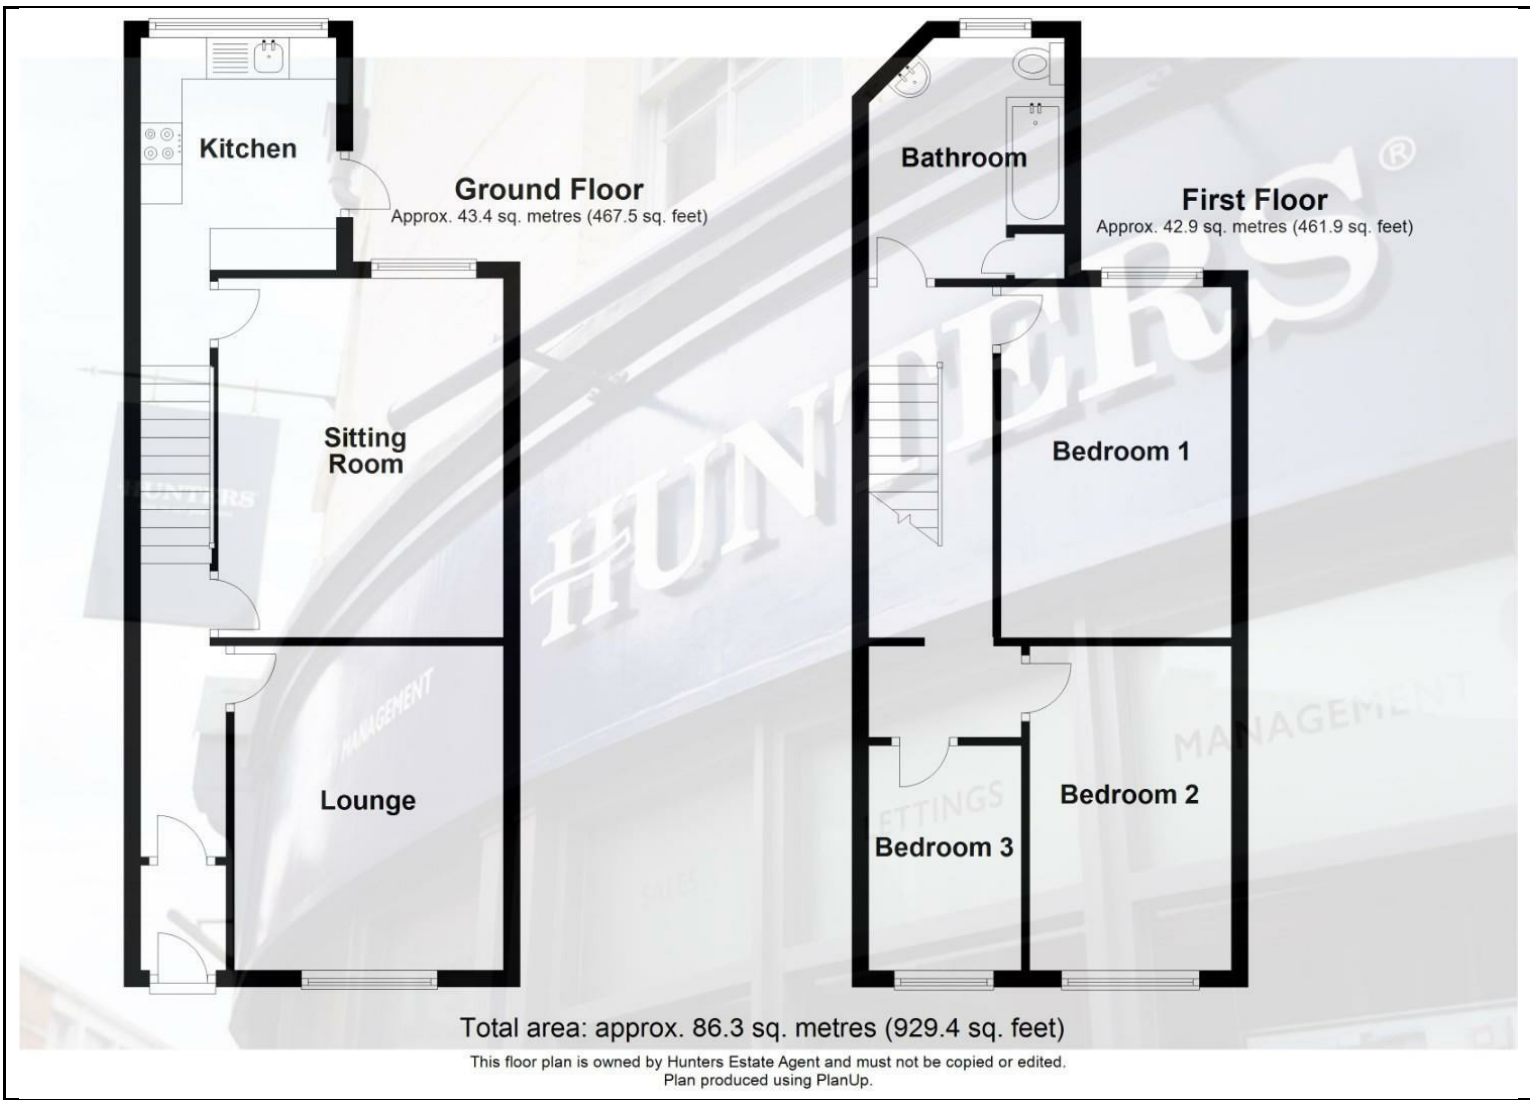 Kitchen
Ground Floor
Approx. 43.4 sq. metres (467.5 sq. feet)
Sitting
Room
Lounge
Bathroom
First Floor
Approx. 42.9 sq. metres (461.9 sq. feet)
Bedroom 1
Bedroom 2
Bedroom 3
HUNTERS®
HUNTERS
MANAGEMENT
LETTINGS
SALES
MANAGEMENT
Total area: approx. 86.3 sq. metres (929.4 sq. feet)
This floor plan is owned by Hunters Estate Agent and must not be copied or edited.
Plan produced using PlanUp.